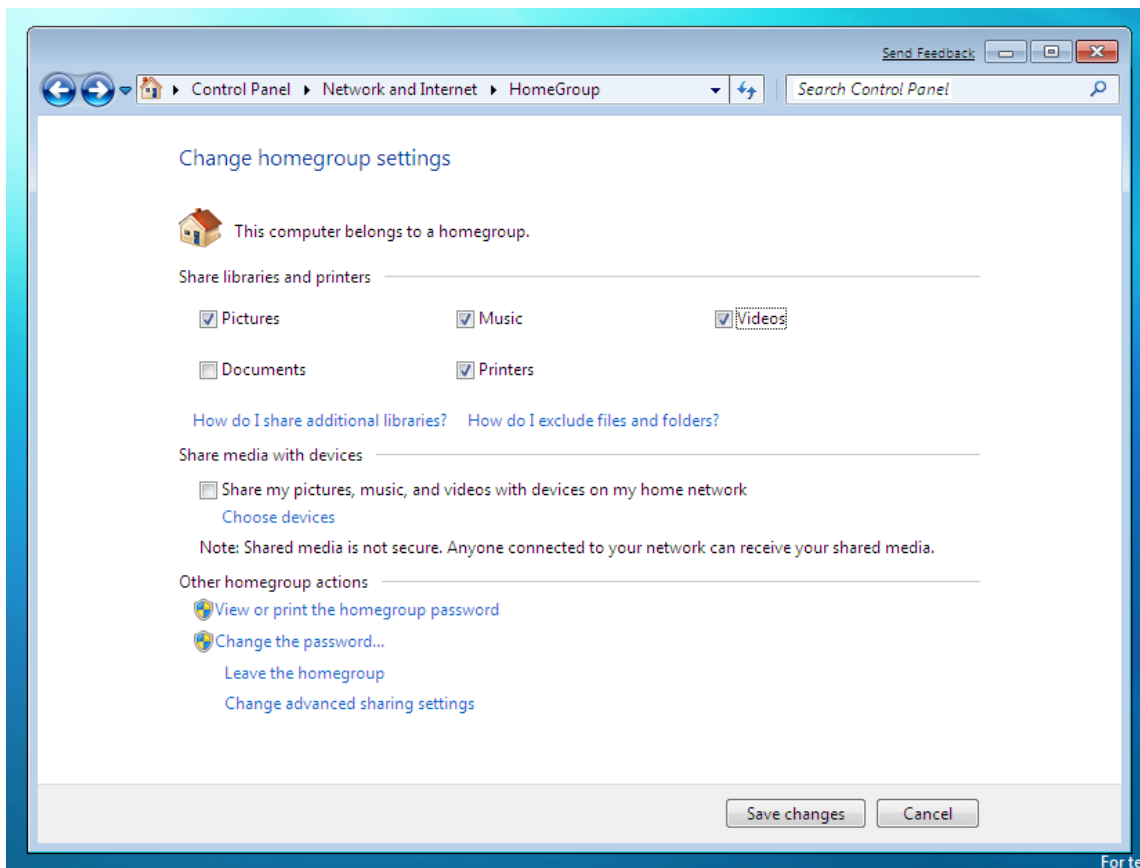 Send Feedback
Control Panel Network and Internet HomeGroup Search Control Panel
Change homegroup settings
This computer belongs to a homegroup.
Share libraries and printers
Pictures Music Videos
Documents Printers
How do I share additional libraries? How do I exclude files and folders?
Share media with devices
Share my pictures, music, and videos with devices on my home network
Choose devices
Note: Shared media is not secure. Anyone connected to your network can receive your shared media.
Other homegroup actions
View or print the homegroup password
Change the password...
Leave the homegroup
Change advanced sharing settings
Save changes Cancel
For te